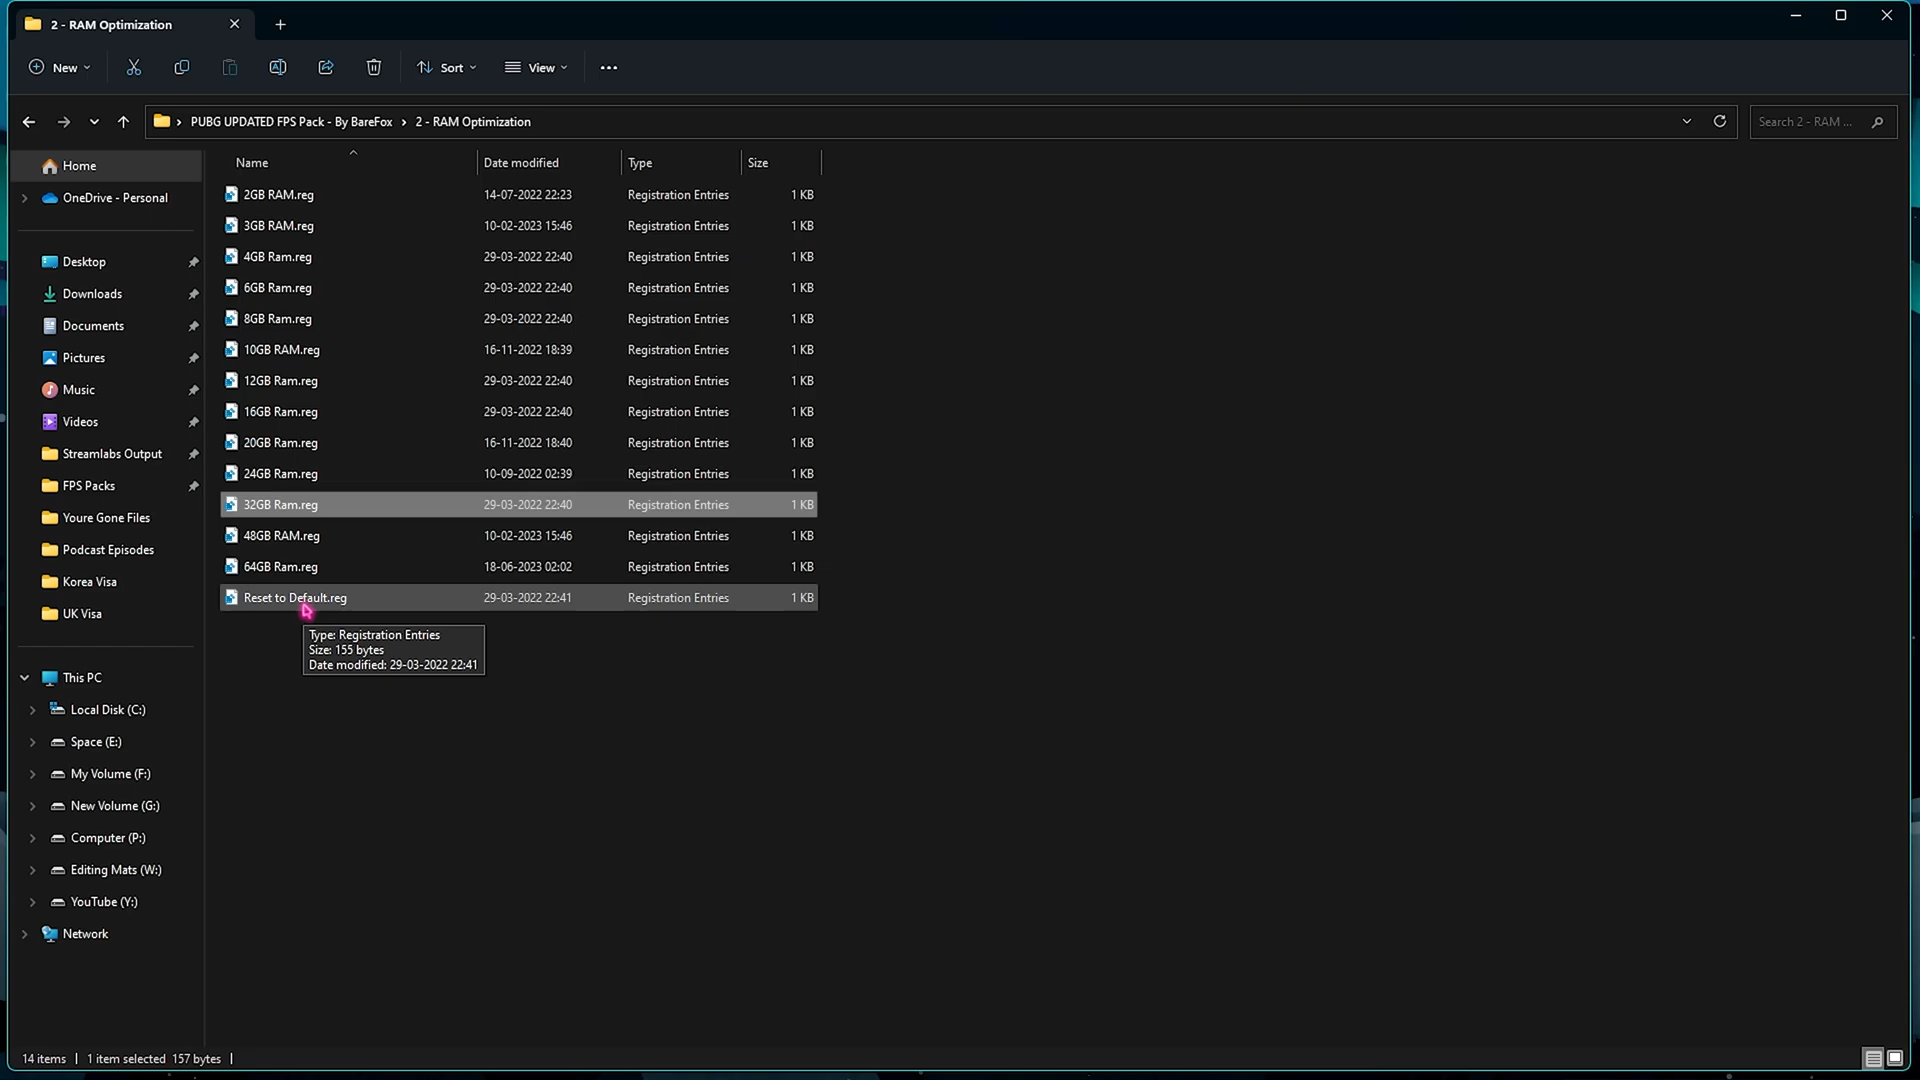 2 - RAM Optimization
New
Sort
View
PUBG UPDATED FPS Pack - By BareFox > 2 - RAM Optimization
Search 2 - RAM ...
Name Date modified Type Size
Home
OneDrive - Personal
Desktop
Downloads
Documents
Pictures
Music
Videos
Streamlabs Output
FPS Packs
Youre Gone Files
Podcast Episodes
Korea Visa
UK Visa
This PC
Local Disk (C:)
Space (E:)
My Volume (F:)
New Volume (G:)
Computer (P:)
Editing Mats (W:)
YouTube (Y:)
Network
2GB RAM.reg 14-07-2022 22:23 Registration Entries 1 KB
3GB RAM.reg 10-02-2023 15:46 Registration Entries 1 KB
4GB Ram.reg 29-03-2022 22:40 Registration Entries 1 KB
6GB Ram.reg 29-03-2022 22:40 Registration Entries 1 KB
8GB Ram.reg 29-03-2022 22:40 Registration Entries 1 KB
10GB RAM.reg 16-11-2022 18:39 Registration Entries 1 KB
12GB Ram.reg 29-03-2022 22:40 Registration Entries 1 KB
16GB Ram.reg 29-03-2022 22:40 Registration Entries 1 KB
20GB Ram.reg 16-11-2022 18:40 Registration Entries 1 KB
24GB Ram.reg 10-09-2022 02:39 Registration Entries 1 KB
32GB Ram.reg 29-03-2022 22:40 Registration Entries 1 KB
48GB RAM.reg 10-02-2023 15:46 Registration Entries 1 KB
64GB Ram.reg 18-06-2023 02:02 Registration Entries 1 KB
Reset to Default.reg 29-03-2022 22:41 Registration Entries 1 KB
Type: Registration Entries
Size: 155 bytes
Date modified: 29-03-2022 22:41
14 items | 1 item selected 157 bytes |